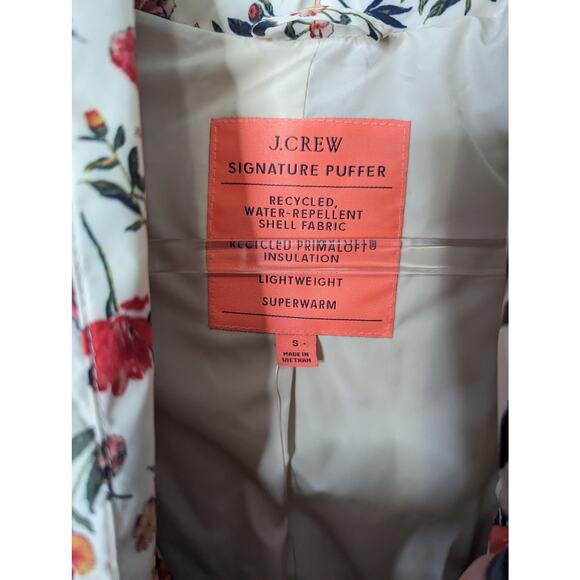 J.CREW
SIGNATURE PUFFER
RECYCLED,
WATER-REPELLENT
SHELL FABRIC
RECYCLED PRIMALOFT®
INSULATION
LIGHTWEIGHT
SUPERWARM
S
MADE IN
VIETNAM